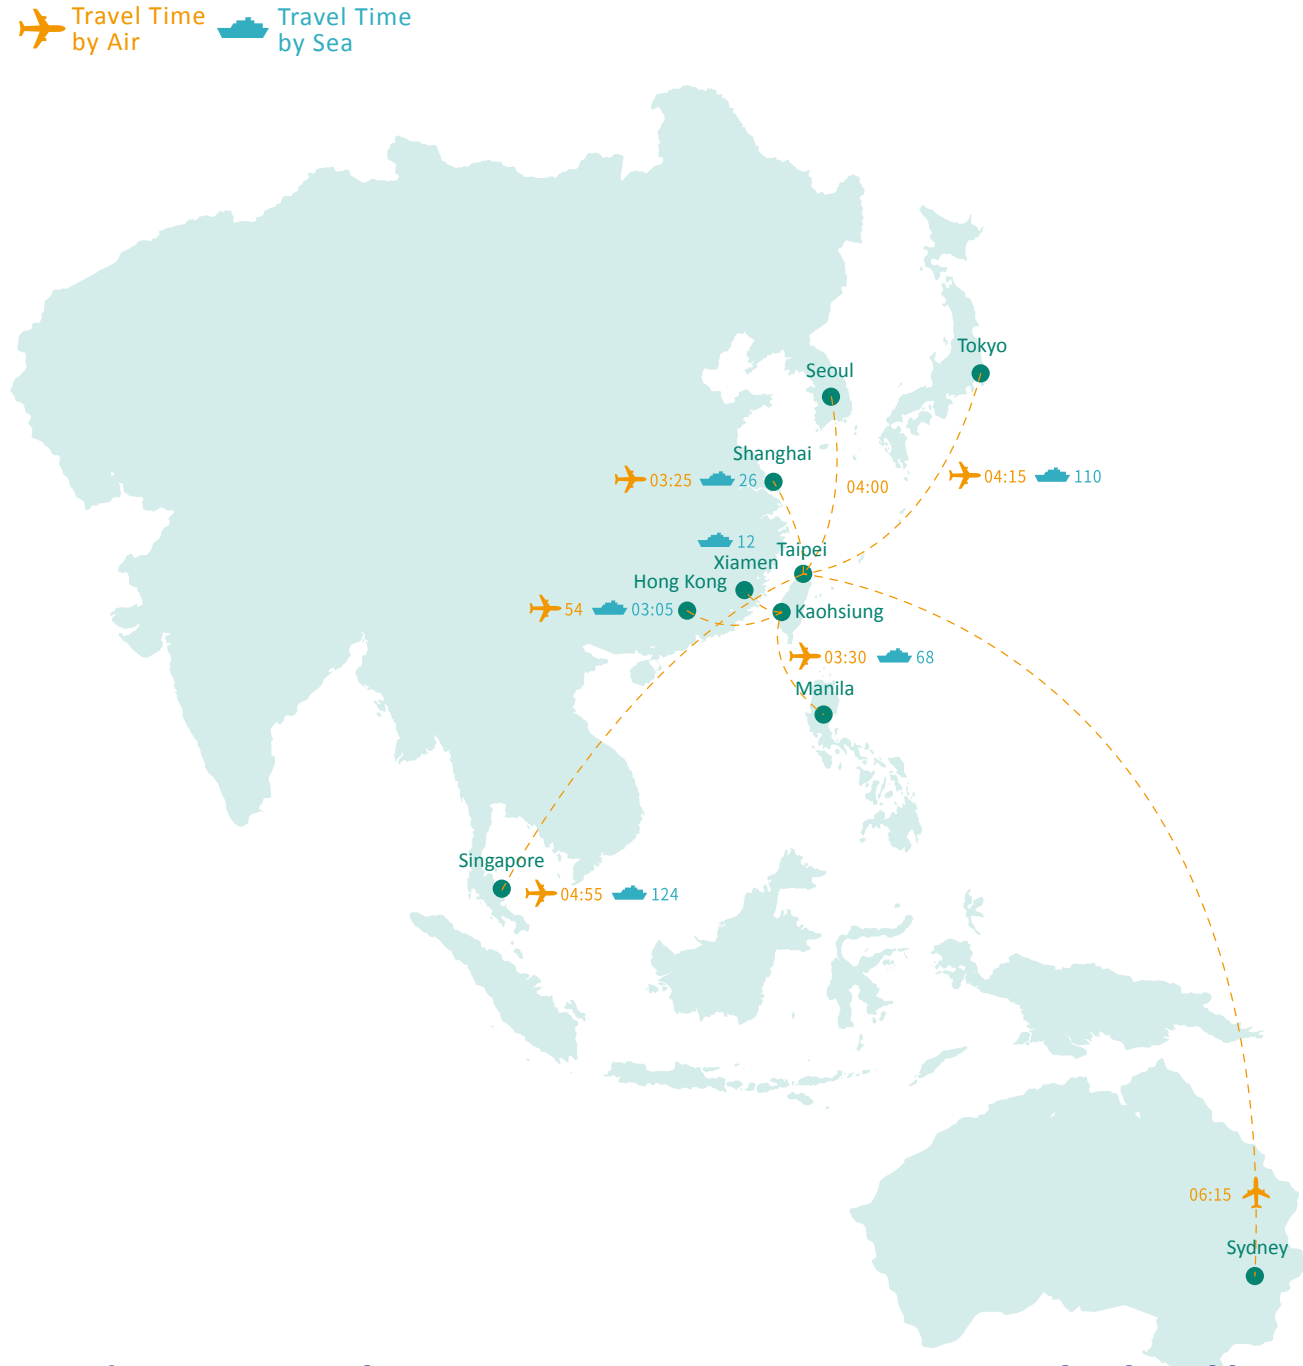 Travel Time
by Air
Travel Time
by Sea
Tokyo
Seoul
Shanghai
03:25 26
04:00
04:15 110
12
Taipei
Xiamen
Hong Kong
54 03:05
Kaohsiung
03:30 68
Manila
Singapore
04:55 124
06:15
Sydney